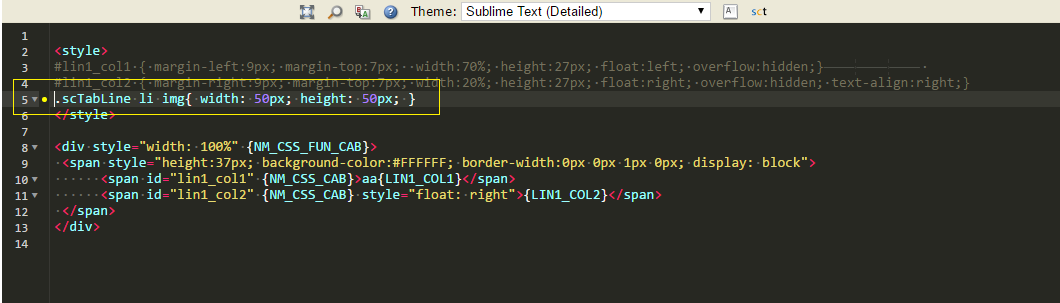 Theme: Sublime Text (Detailed) A sct
1
2 <style>
3 #lin1_col1 { margin-left:9px; margin-top:7px; width:70%; height:27px; float:left; overflow:hidden;}
4 #lin1_col2 { margin-right:9px; margin-top:7px; width:20%; height:27px; float:right; overflow:hidden; text-align:right;}
5 .scTabLine li img{ width: 50px; height: 50px; }
6 </style>
7
8 <div style="width: 100%" {NM_CSS_FUN_CAB}>
9 <span style="height:37px; background-color:#FFFFFF; border-width:0px 0px 1px 0px; display: block">
10 <span id="lin1_col1" {NM_CSS_CAB}>aa{LIN1_COL1}</span>
11 <span id="lin1_col2" {NM_CSS_CAB} style="float: right">{LIN1_COL2}</span>
12 </span>
13 </div>
14